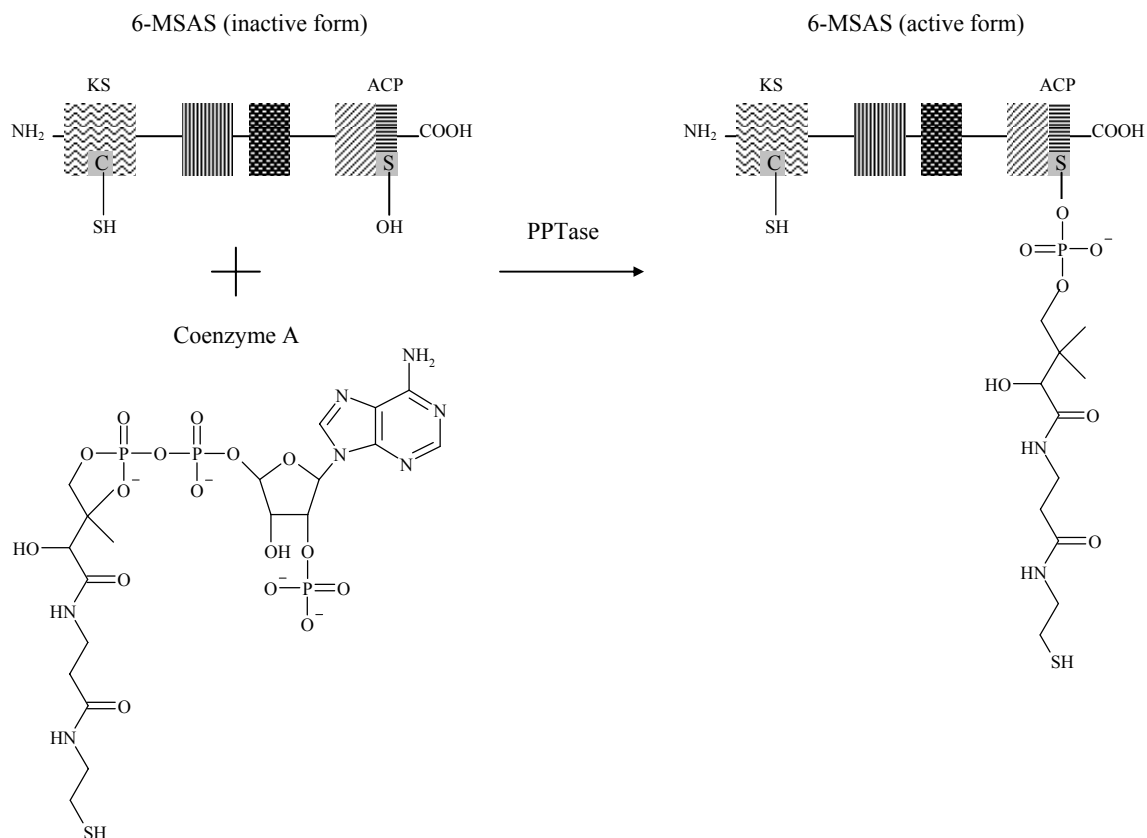 6-MSAS (inactive form)
6-MSAS (active form)
KS
ACP
NH2
COOH
C
S
SH
OH
KS
ACP
NH2
COOH
C
S
SH
PPTase
O
O=P–O−
O
HO
O
HN
O
HN
SH
Coenzyme A
NH2
N
N
N
N
O
O
O
P
O
P
O
O
O−
O−
HO
OH
O
O
−O–P=O
O−
HN
O
HN
SH